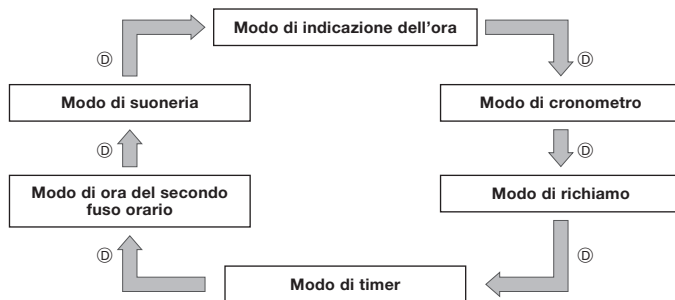 Modo di indicazione dell'ora
Ⓓ
Ⓓ
Modo di suoneria
Modo di cronometro
Ⓓ
Ⓓ
Modo di ora del secondo
fuso orario
Modo di richiamo
Ⓓ
Ⓓ
Modo di timer